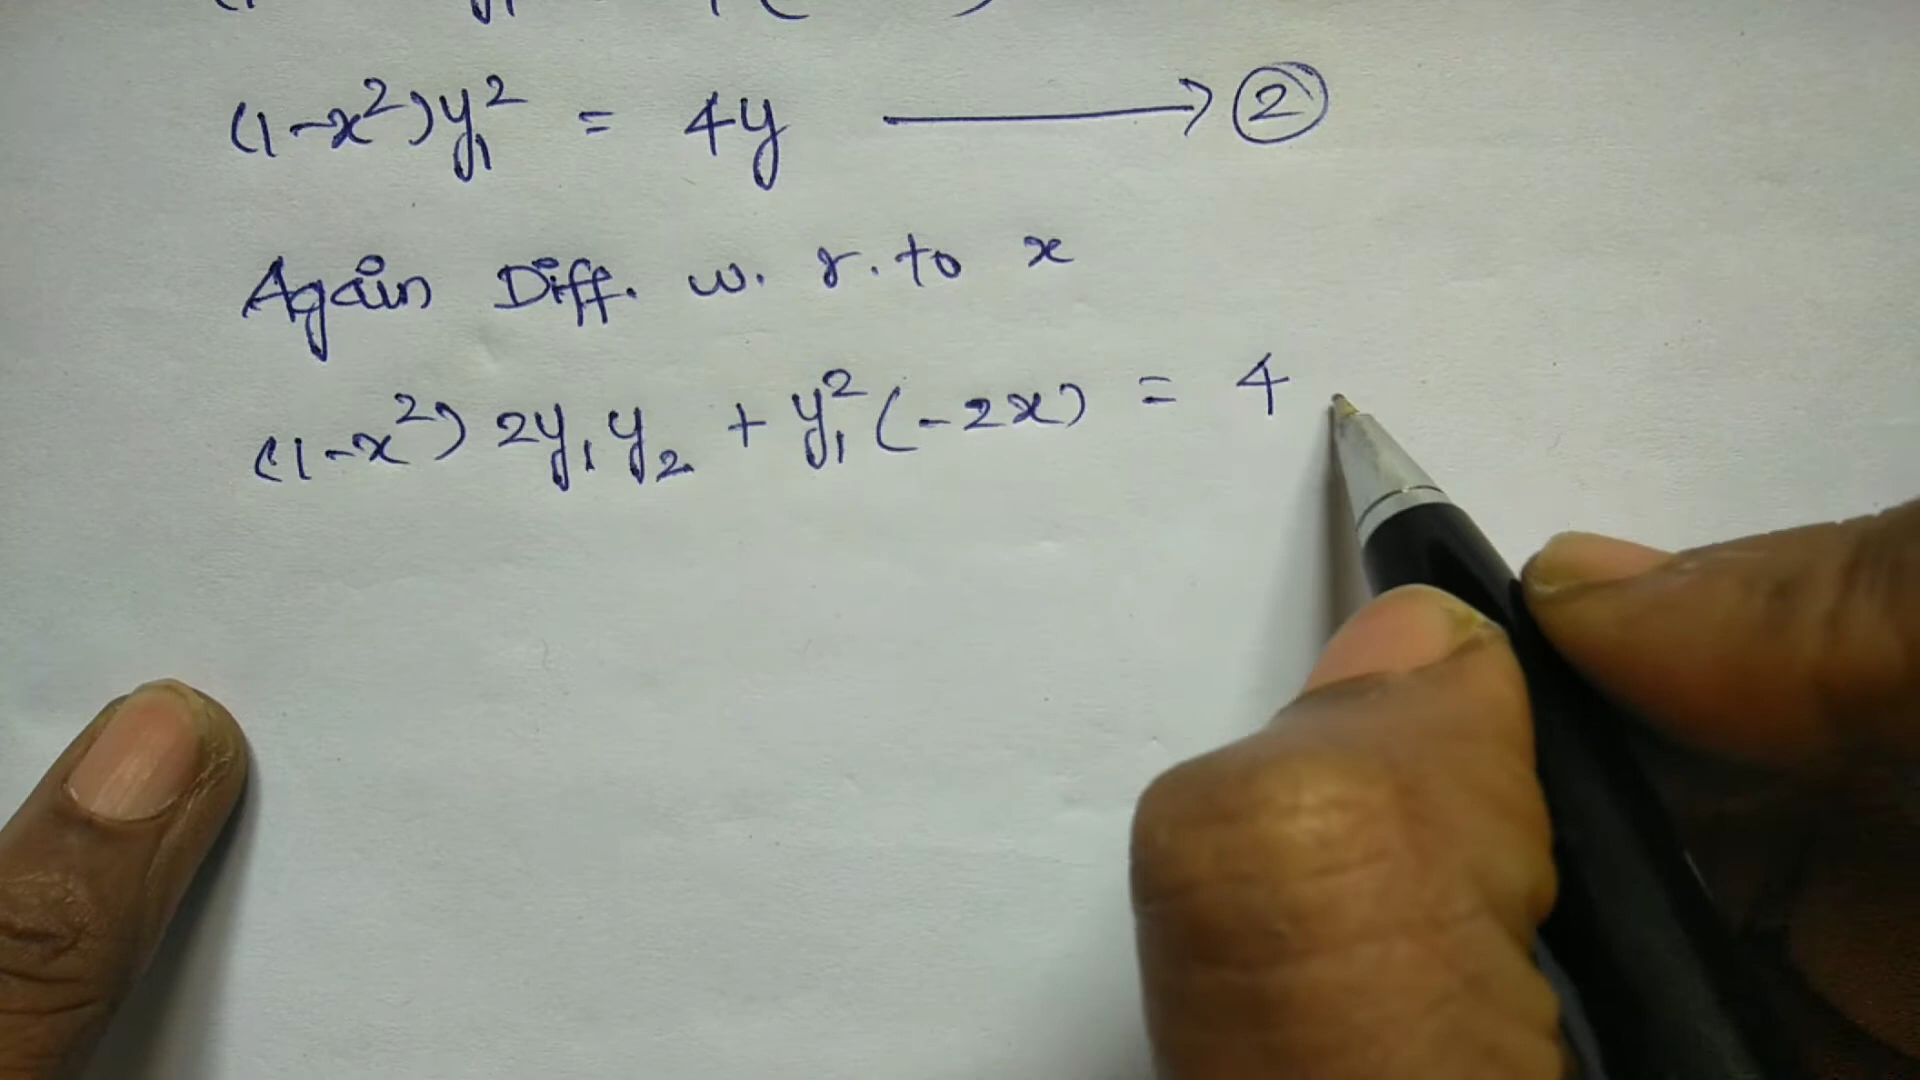 (1-x²)y₁² = 4y ⟶ ②
Again Diff. w. r. to x
(1-x²) 2y₁y₂ + y₁²(-2x) = 4